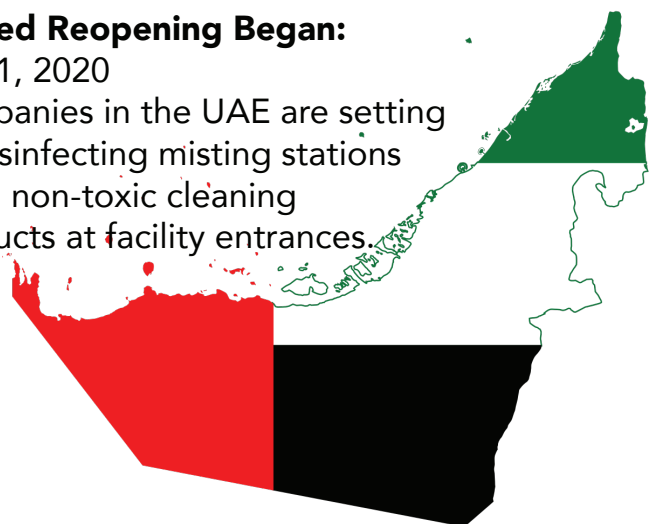 ed Reopening Began:
1, 2020
panies in the UAE are setting
sinfecting misting stations
non-toxic cleaning
ucts at facility entrances.